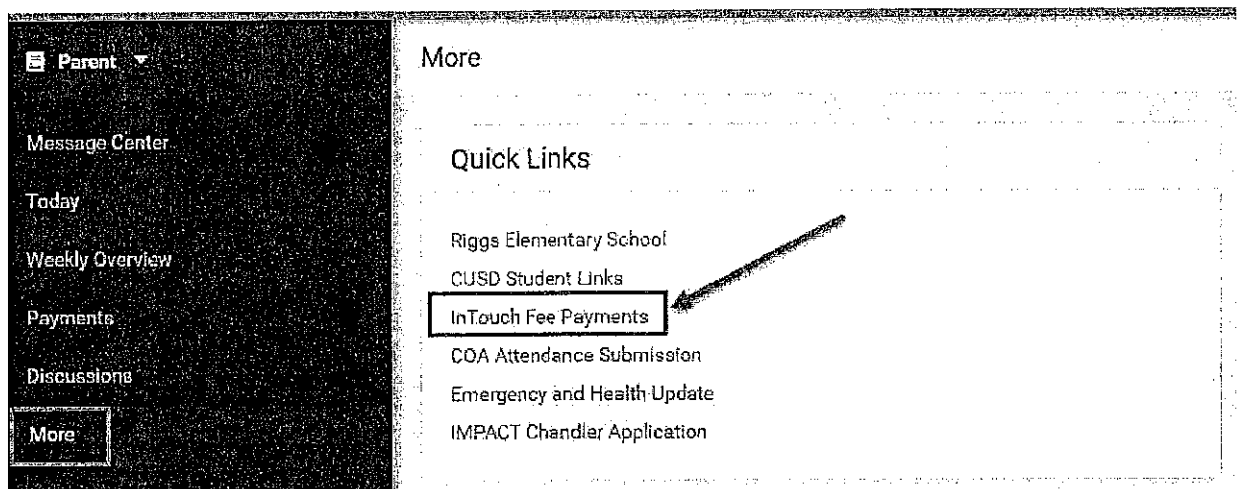 Parent
Message Center
Today
Weekly Overview
Payments
Discussions
More
More
Quick Links
Riggs Elementary School
CUSD Student Links
InTouch Fee Payments
COA Attendance Submission
Emergency and Health Update
IMPACT Chandler Application